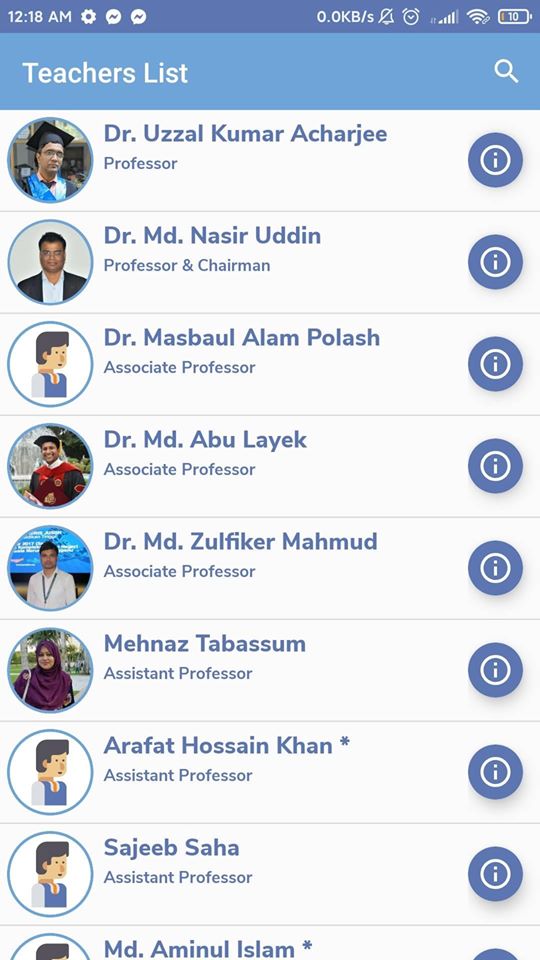 12:18 AM 0.0KB/s 10
Teachers List
Dr. Uzzal Kumar Acharjee
Professor
Dr. Md. Nasir Uddin
Professor & Chairman
Dr. Masbaul Alam Polash
Associate Professor
Dr. Md. Abu Layek
Associate Professor
Dr. Md. Zulfiker Mahmud
Associate Professor
Mehnaz Tabassum
Assistant Professor
Arafat Hossain Khan *
Assistant Professor
Sajeeb Saha
Assistant Professor
Md. Aminul Islam *